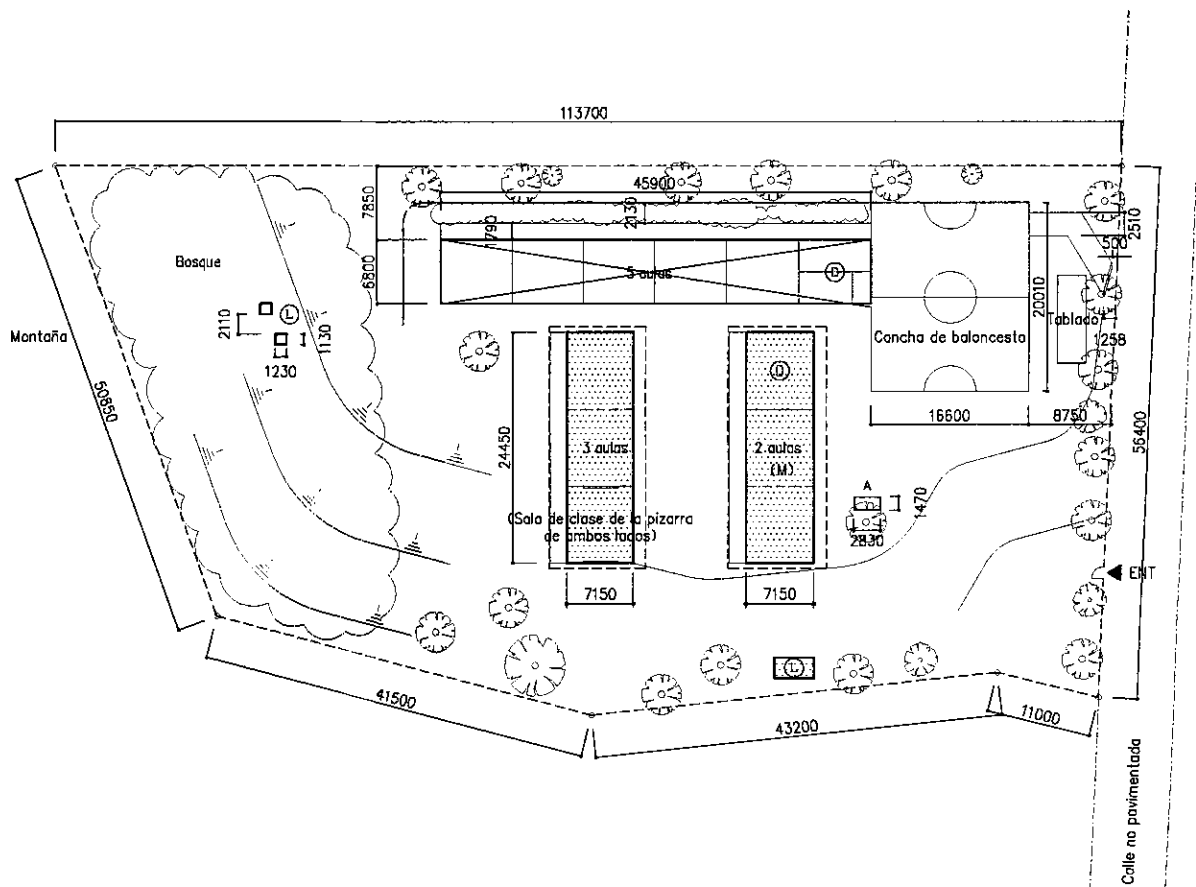 113700
45900
7850
2130
790
2510
500
Bosque
6800
5 aulas
D
20010
Montaña
L
2110
1130
1230
Concha de baloncesto
Tablado
1258
D
50850
16600
8750
56400
24450
3 aulas
2 aulas
(M)
A
1470
2830
(Sala de clase de la pizarra
de ambos lados)
ENT
7150
7150
L
41500
43200
11000
Calle no pavimentada